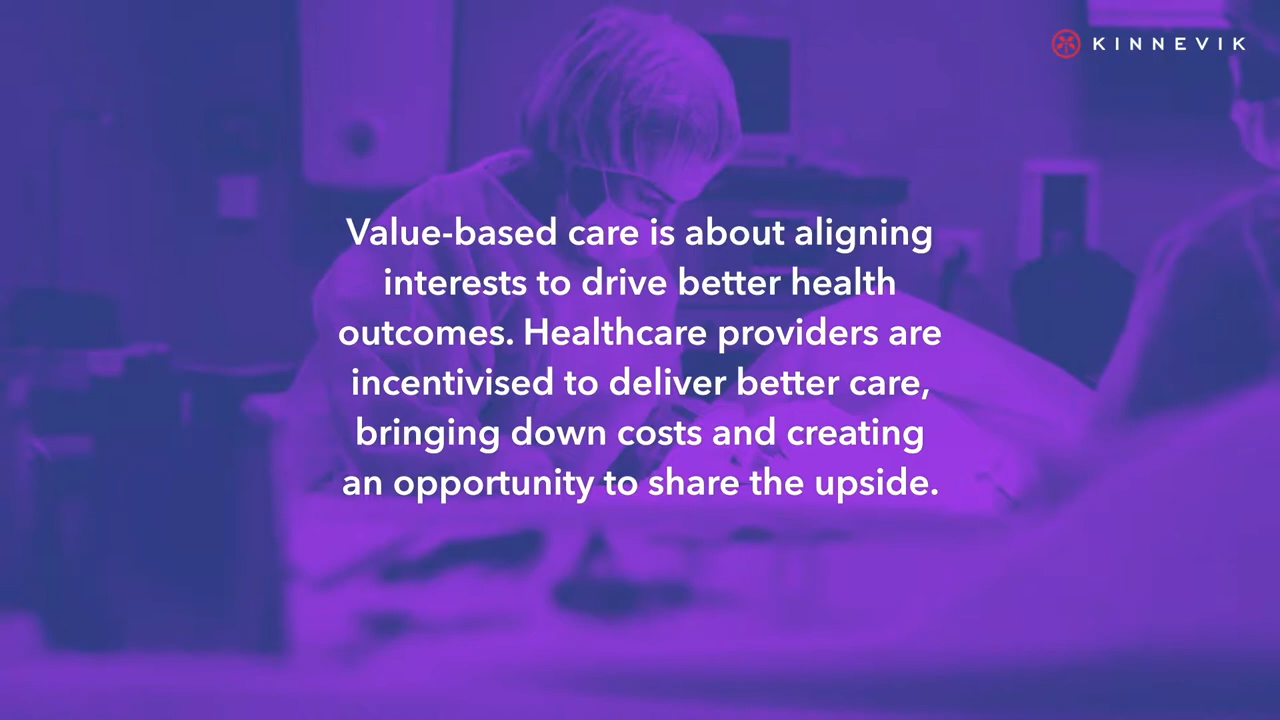 KINNEVIK
Value-based care is about aligning
interests to drive better health
outcomes. Healthcare providers are
incentivised to deliver better care,
bringing down costs and creating
an opportunity to share the upside.